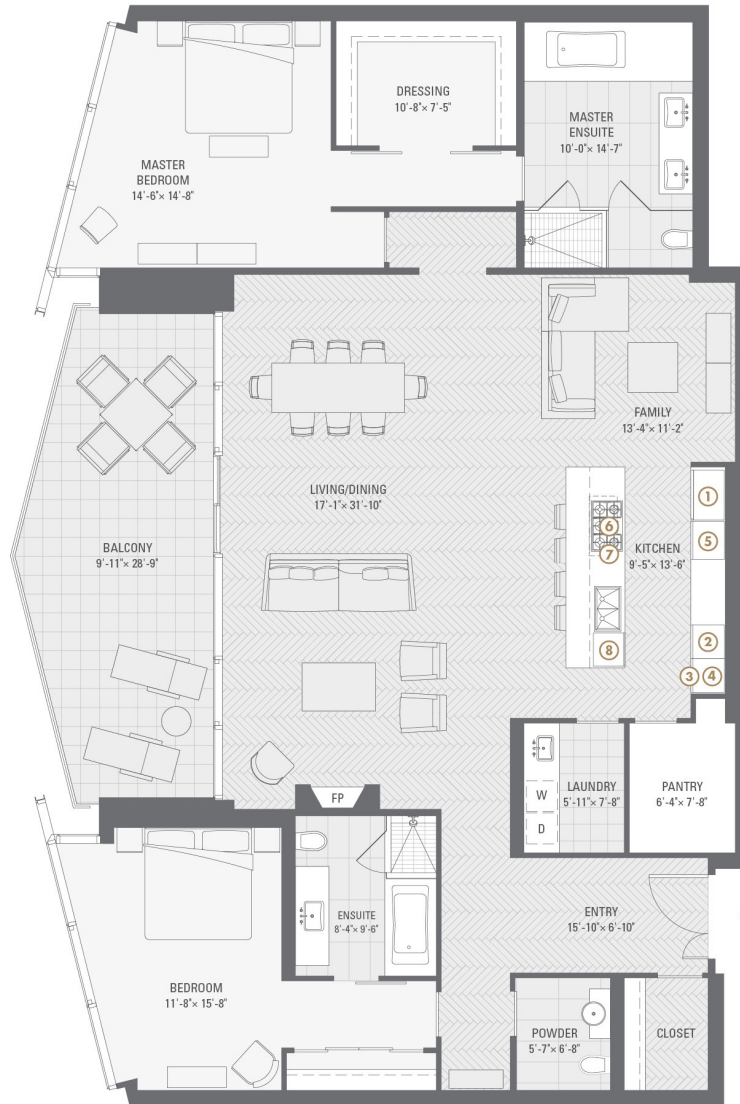 DRESSING
10'-8"× 7'-5"
MASTER
ENSUITE
10'-0"× 14'-7"
MASTER
BEDROOM
14'-6"× 14'-8"
FAMILY
13'-4"× 11'-2"
LIVING/DINING
17'-1"× 31'-10"
BALCONY
9'-11"× 28'-9"
KITCHEN
9'-5"× 13'-6"
1
5
6
7
2
3 4
8
LAUNDRY
5'-11"× 7'-8"
W
D
PANTRY
6'-4"× 7'-8"
FP
ENSUITE
8'-4"× 9'-6"
ENTRY
15'-10"× 6'-10"
BEDROOM
11'-8"× 15'-8"
POWDER
5'-7"× 6'-8"
CLOSET